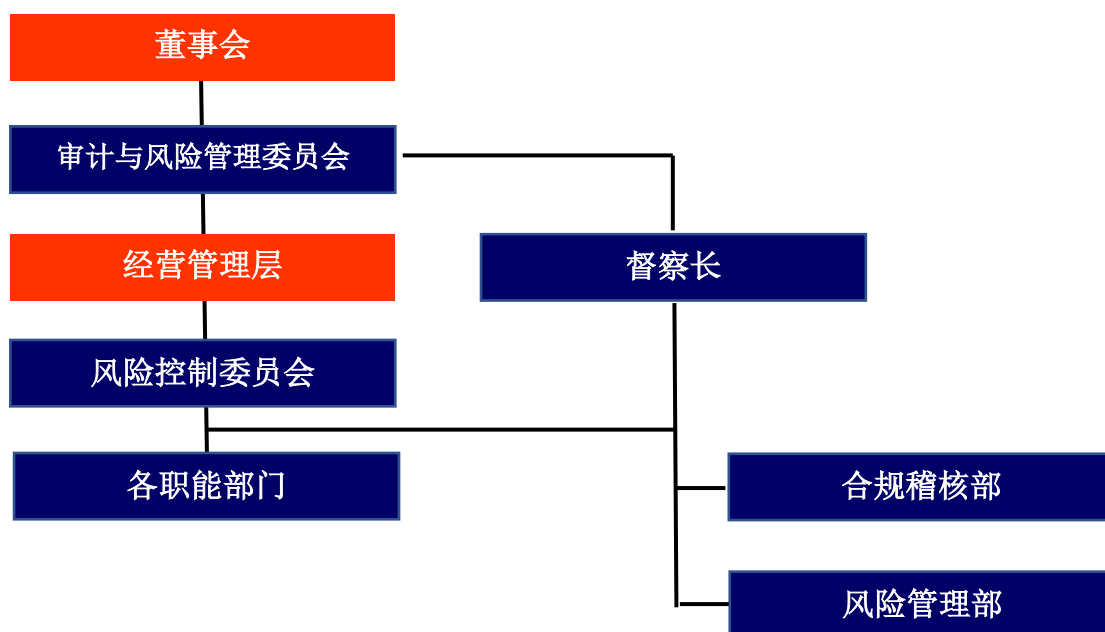 董事会
审计与风险管理委员会
经营管理层
督察长
风险控制委员会
各职能部门
合规稽核部
风险管理部